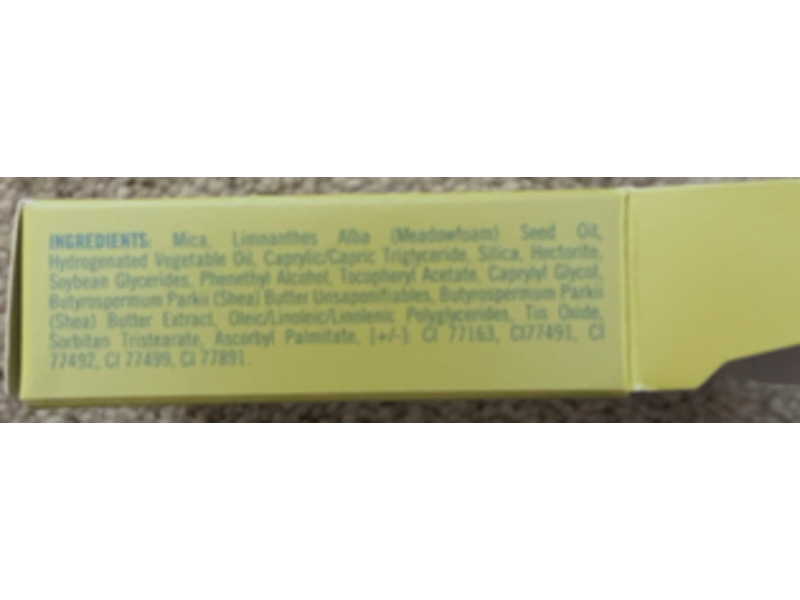 INGREDIENTS: Mica, Limnanthes Alba (Meadowfoam) Seed Oil,
Hydrogenated Vegetable Oil, Caprylic/Capric Triglyceride, Silica, Hectorite,
Soybean Glycerides, Phenethyl Alcohol, Tocopheryl Acetate, Caprylyl Glycol,
Butyrospermum Parkii (Shea) Butter Unsaponifiables, Butyrospermum Parkii
(Shea) Butter Extract, Oleic/Linoleic/Linolenic Polyglycerides, Tin Oxide,
Sorbitan Tristearate, Ascorbyl Palmitate, [+/-]: CI 77163, CI77491, CI
77492, CI 77499, CI 77891.